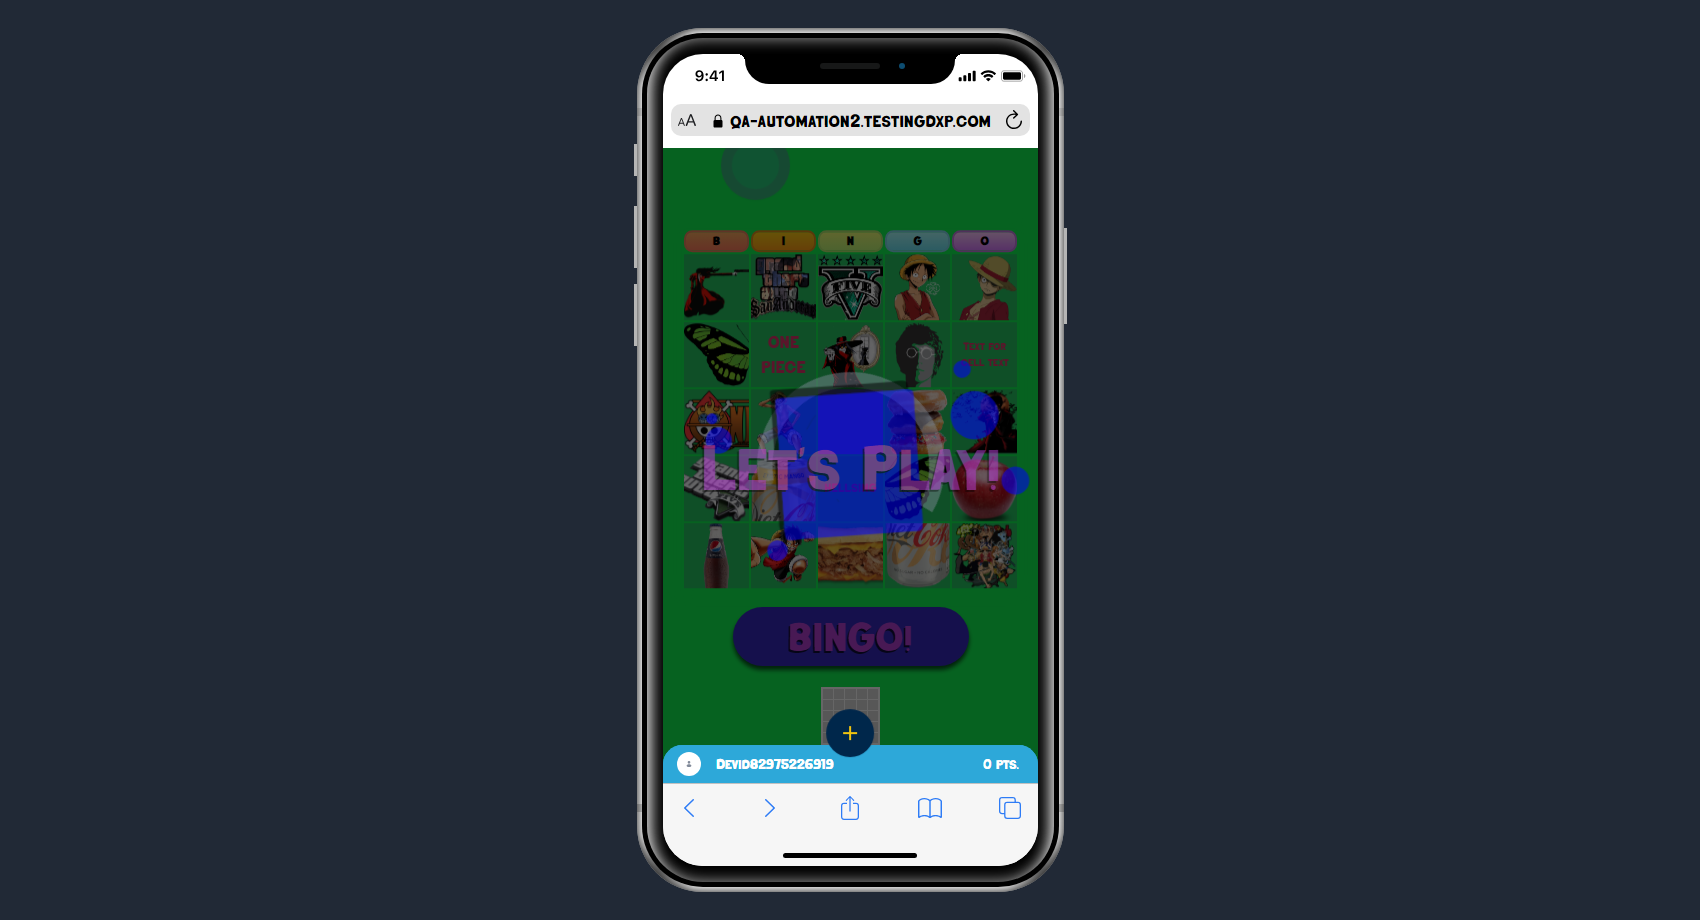 9:41
AA
QA-AUTOMATION2.TESTINGDXP.COM
B I N G O
FIVE
ONE
PIECE
TEXT FOR
CELL TEXT
LET'S PLAY!
BINGO!
+
DEVID82975226919
0 PTS.